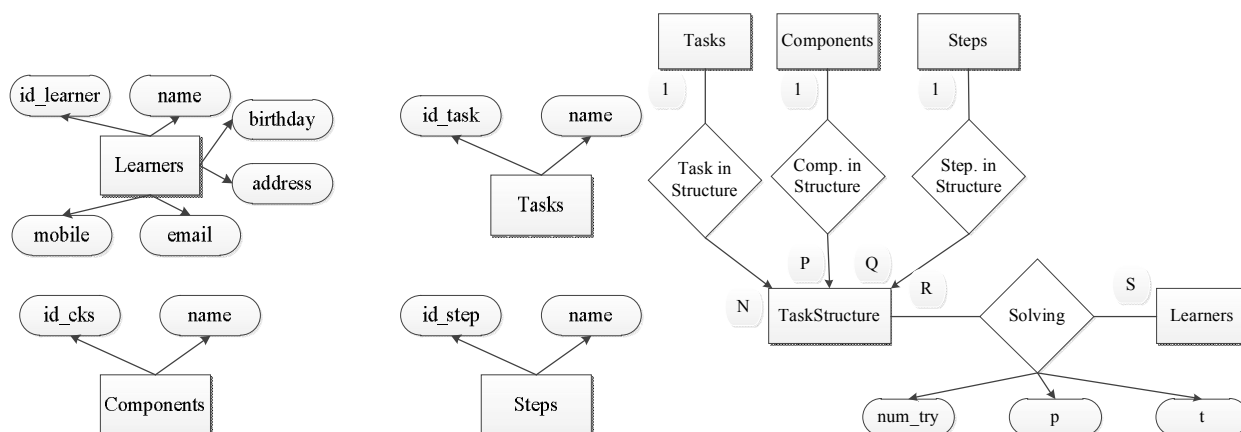 Tasks
Components
Steps
1
1
1
id_learner
name
birthday
Learners
address
mobile
email
id_task
name
Tasks
Task in
Structure
Comp. in
Structure
Step. in
Structure
id_cks
name
Components
id_step
name
Steps
N
P
Q
R
S
TaskStructure
Solving
Learners
num_try
p
t